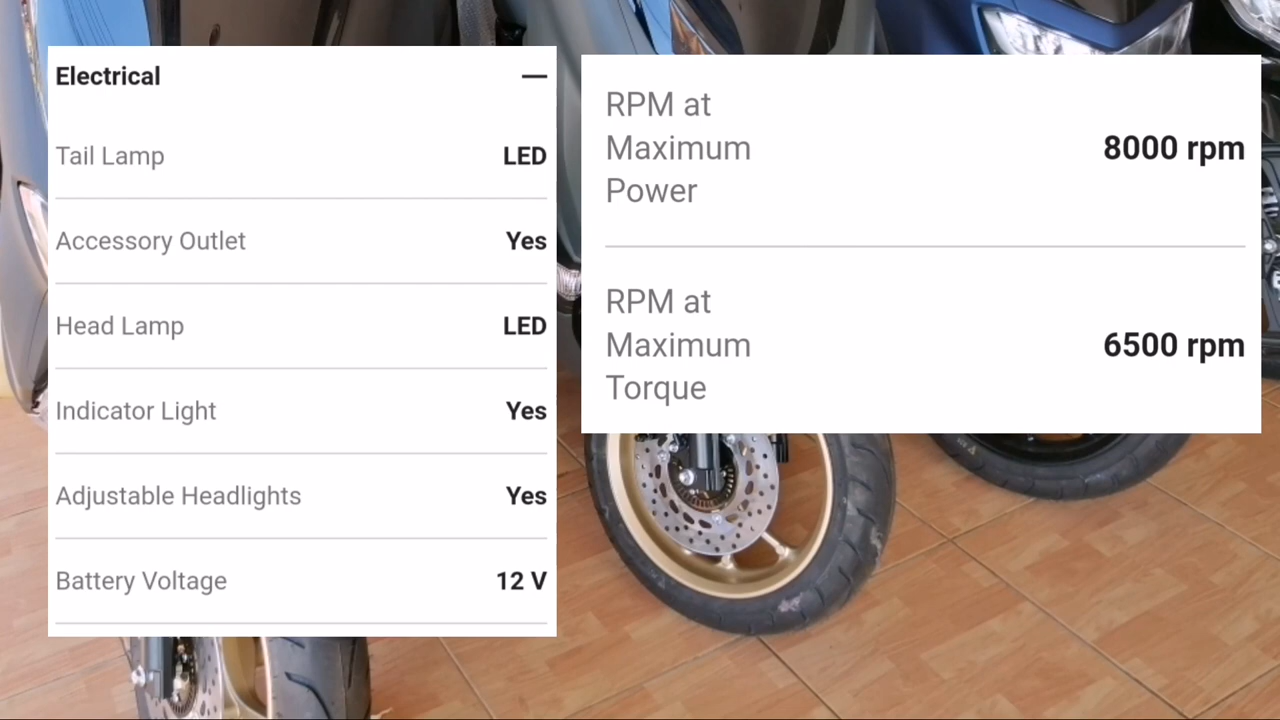 Electrical
Tail Lamp LED
Accessory Outlet Yes
Head Lamp LED
Indicator Light Yes
Adjustable Headlights Yes
Battery Voltage 12 V
RPM at
Maximum 8000 rpm
Power
RPM at
Maximum 6500 rpm
Torque